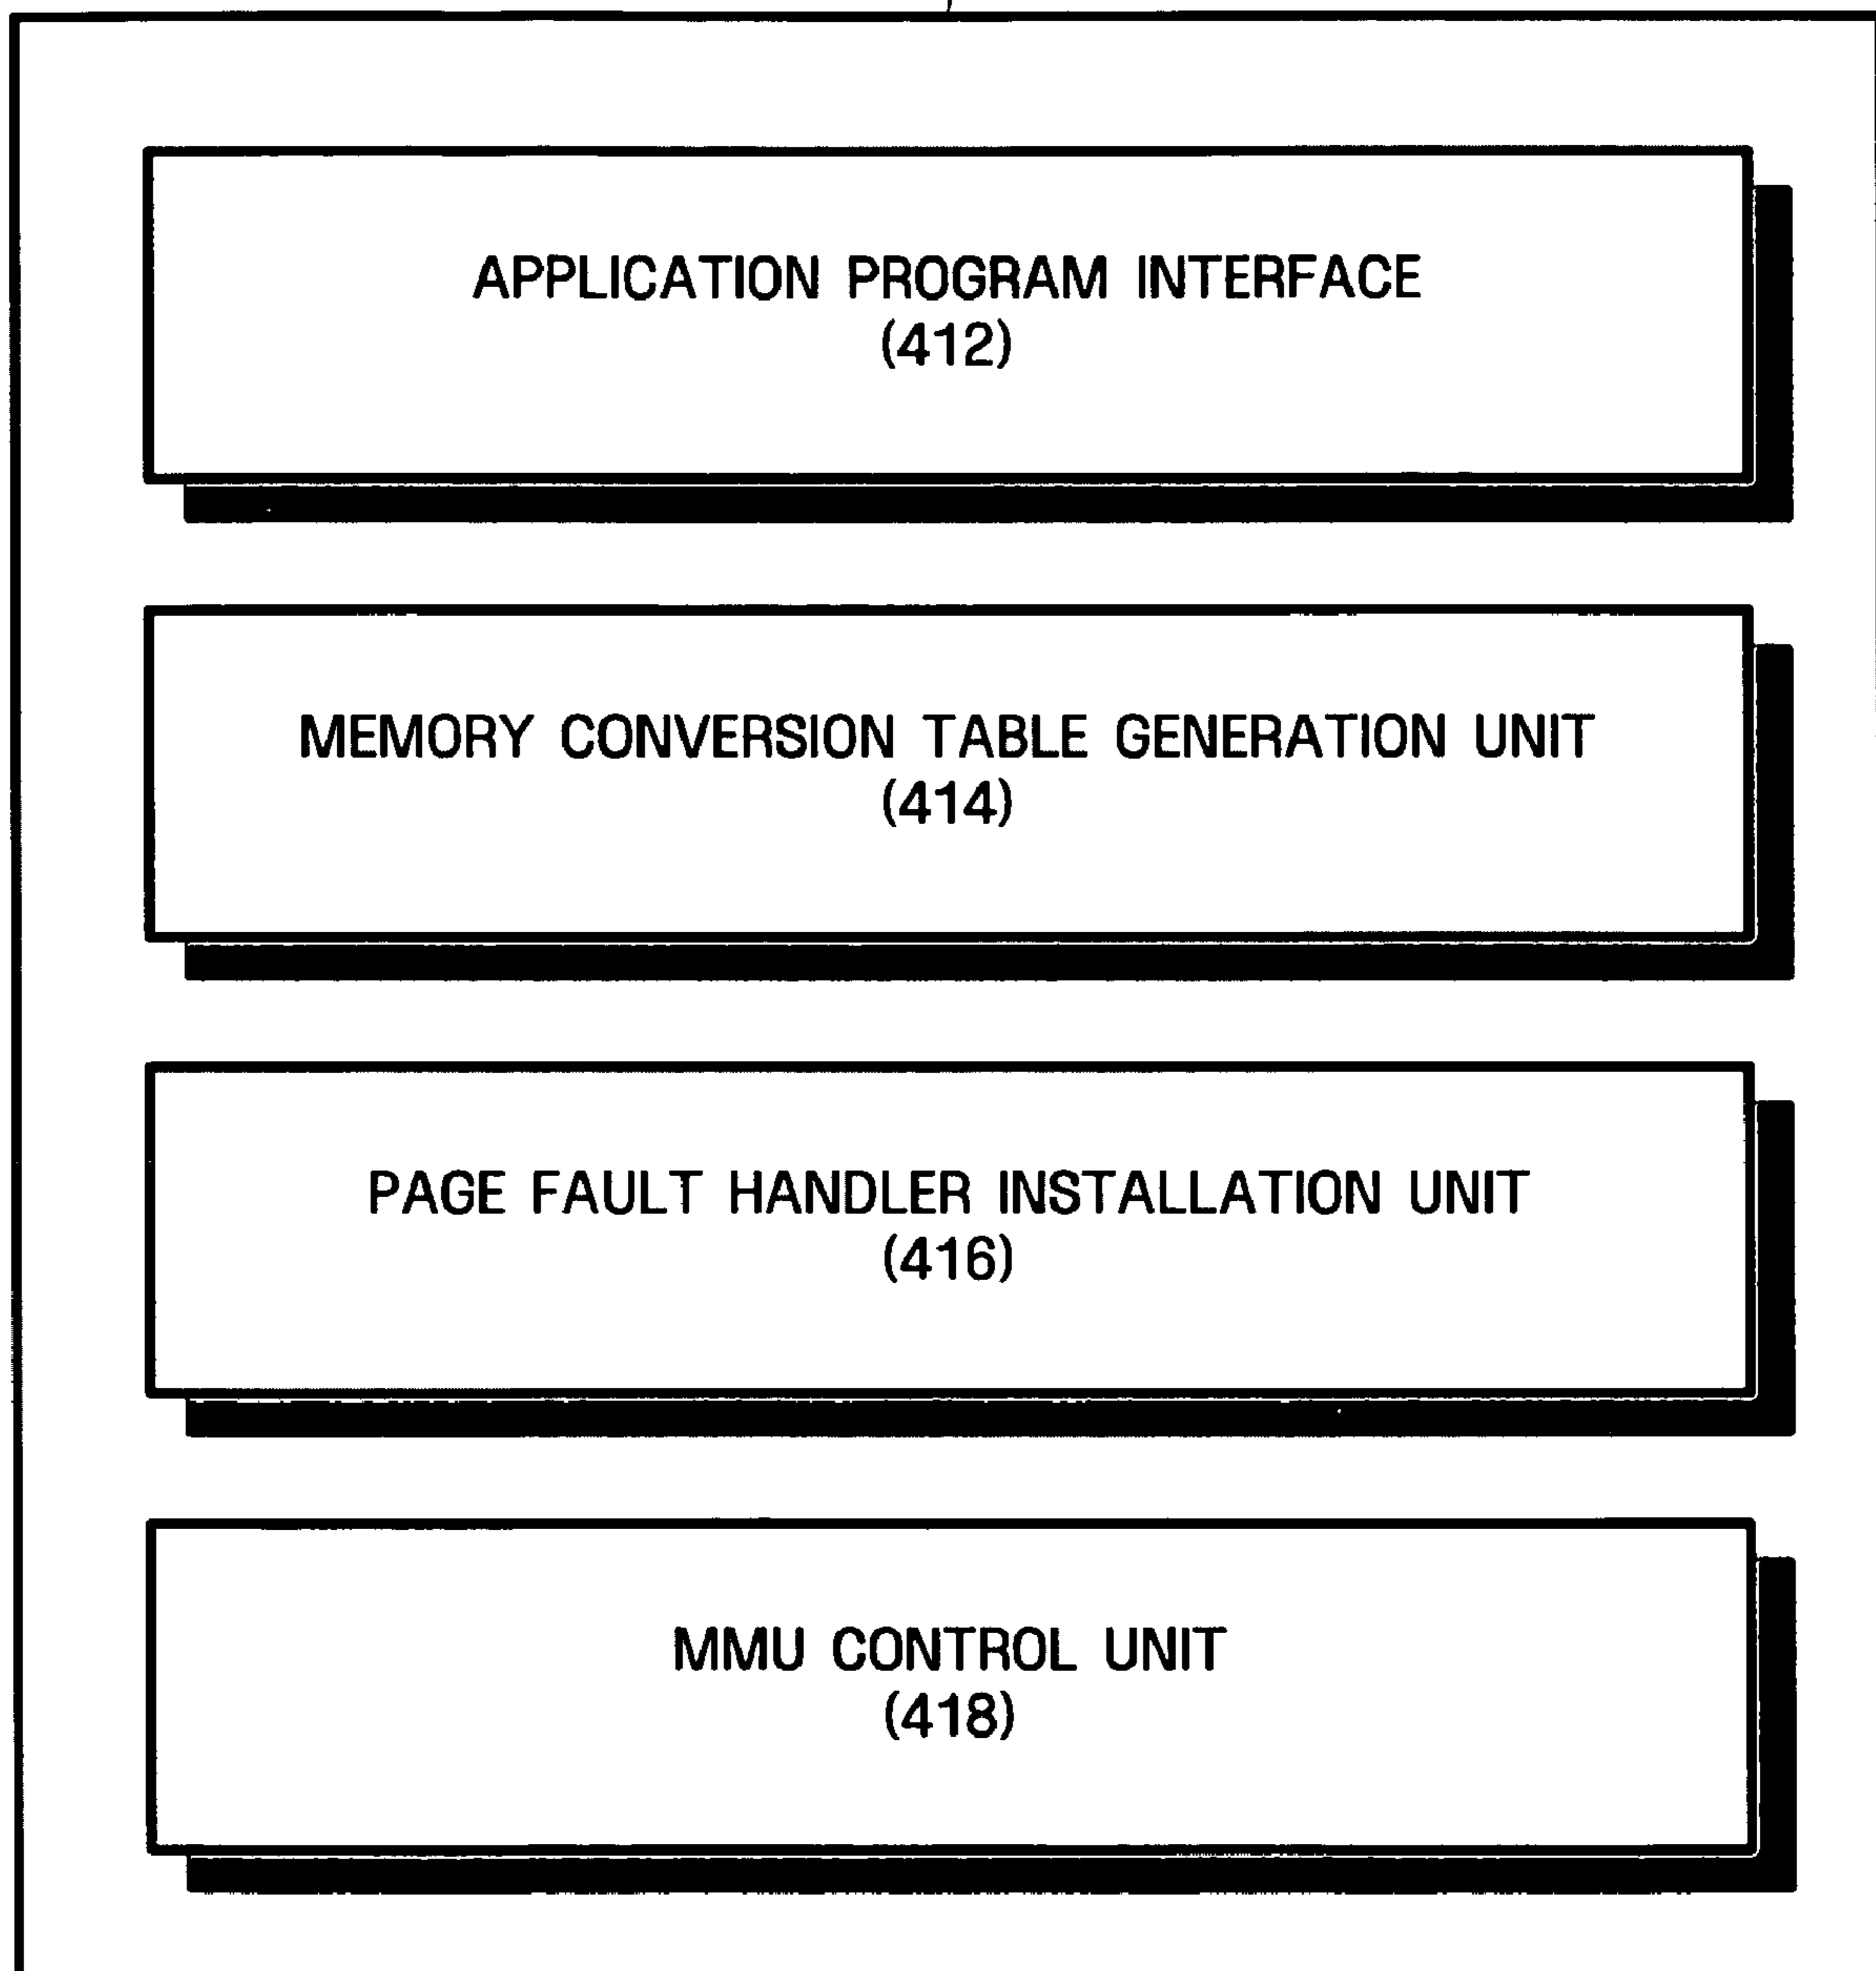 APPLICATION PROGRAM INTERFACE
(412)
MEMORY CONVERSION TABLE GENERATION UNIT
(414)
PAGE FAULT HANDLER INSTALLATION UNIT
(416)
MMU CONTROL UNIT
(418)